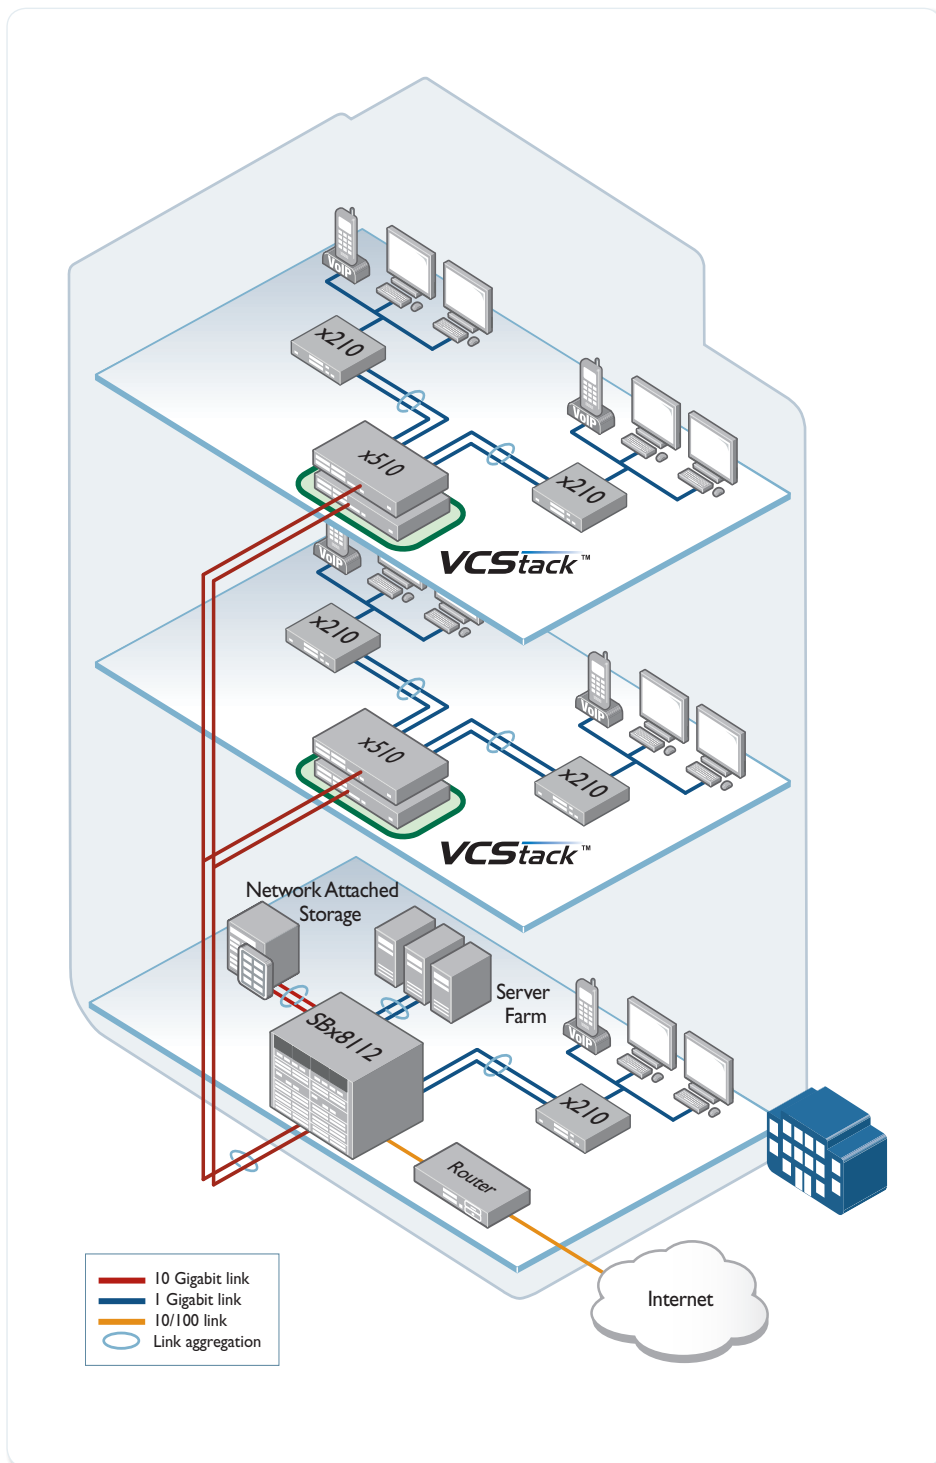 VoIP
x210
VoIP
x510
x210
VCStack™
VoIP
x210
VoIP
x510
x210
VCStack™
Network Attached
Storage
Server
Farm
SBx8112
VoIP
x210
Router
Internet
10 Gigabit link
1 Gigabit link
10/100 link
Link aggregation